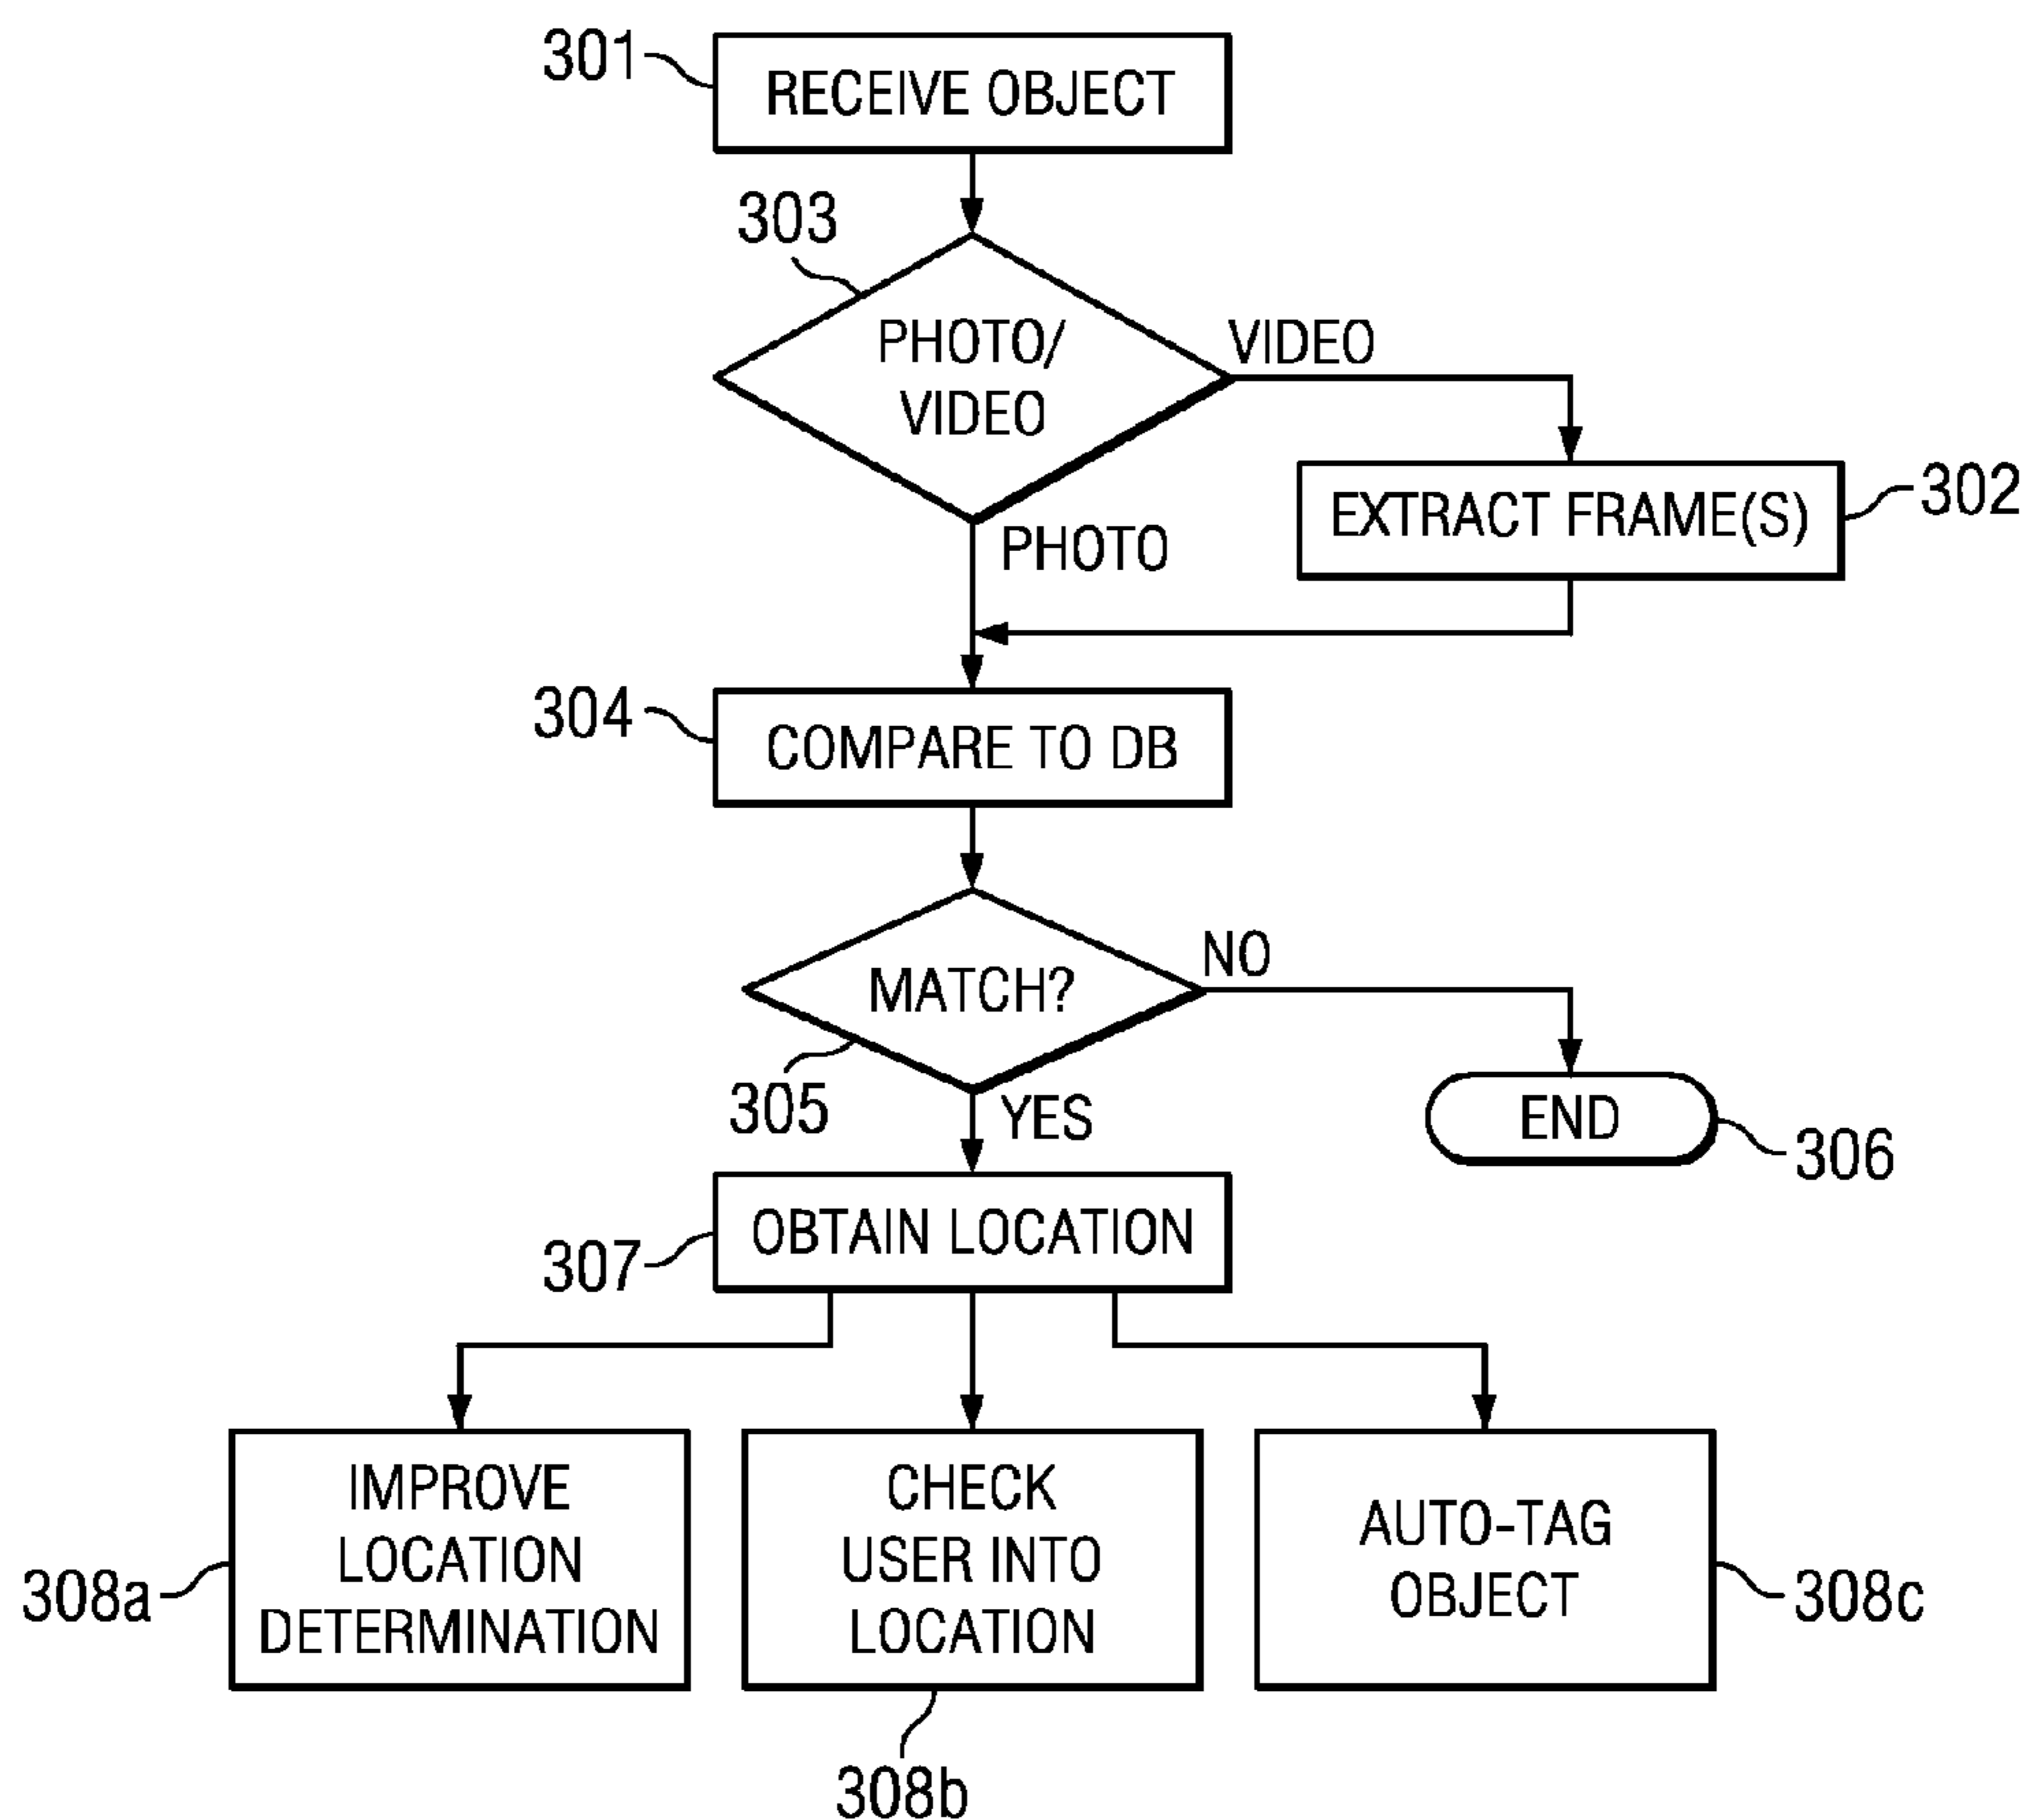 301
RECEIVE OBJECT
303
PHOTO/
VIDEO
VIDEO
EXTRACT FRAME(S)
302
PHOTO
304
COMPARE TO DB
MATCH?
NO
305
YES
END
306
OBTAIN LOCATION
307
IMPROVE
LOCATION
DETERMINATION
308a
CHECK
USER INTO
LOCATION
308b
AUTO-TAG
OBJECT
308c